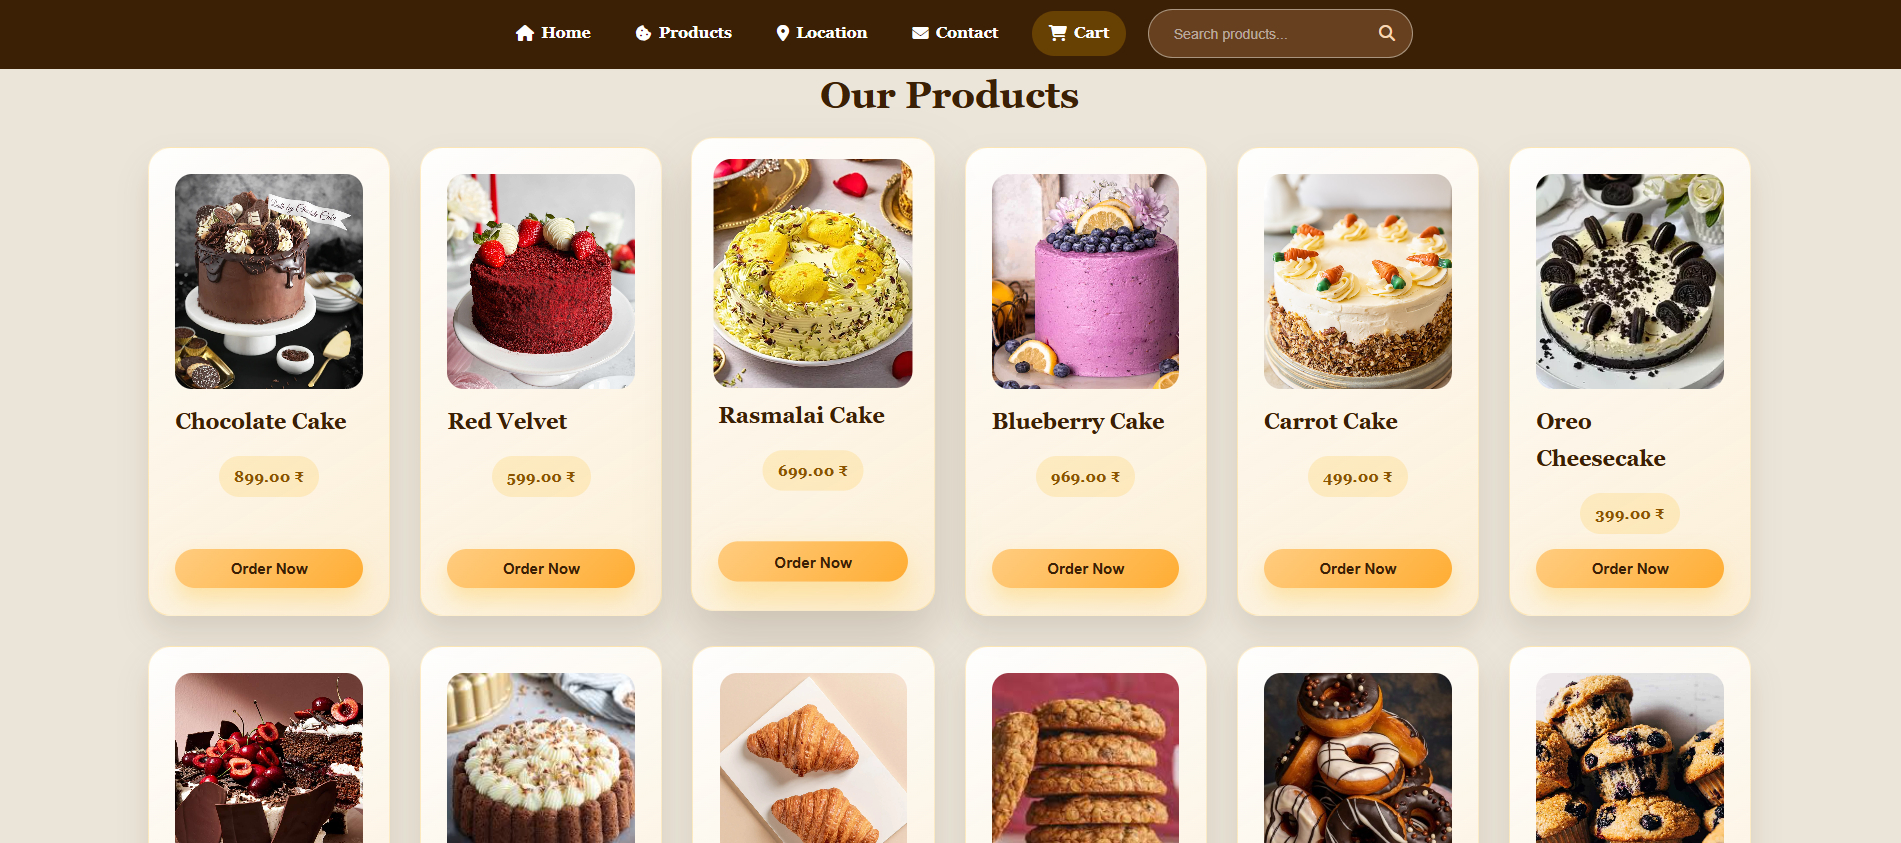 Home
Products
Location
Contact
Cart
Search products...
Our Products
Chocolate Cake
899.00 ₹
Order Now
Red Velvet
599.00 ₹
Order Now
Rasmalai Cake
699.00 ₹
Order Now
Blueberry Cake
969.00 ₹
Order Now
Carrot Cake
499.00 ₹
Order Now
Oreo
Cheesecake
399.00 ₹
Order Now